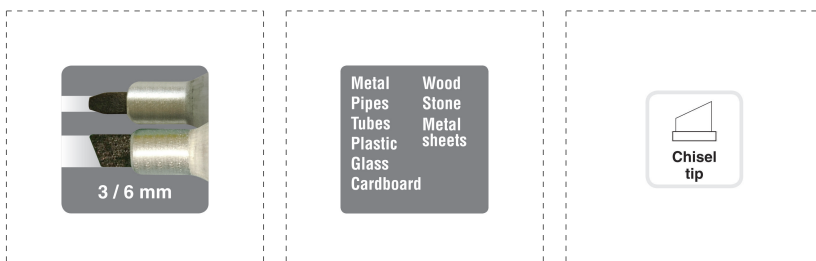 3 / 6 mm
Metal
Pipes
Tubes
Plastic
Glass
Cardboard
Wood
Stone
Metal
sheets
Chisel
tip